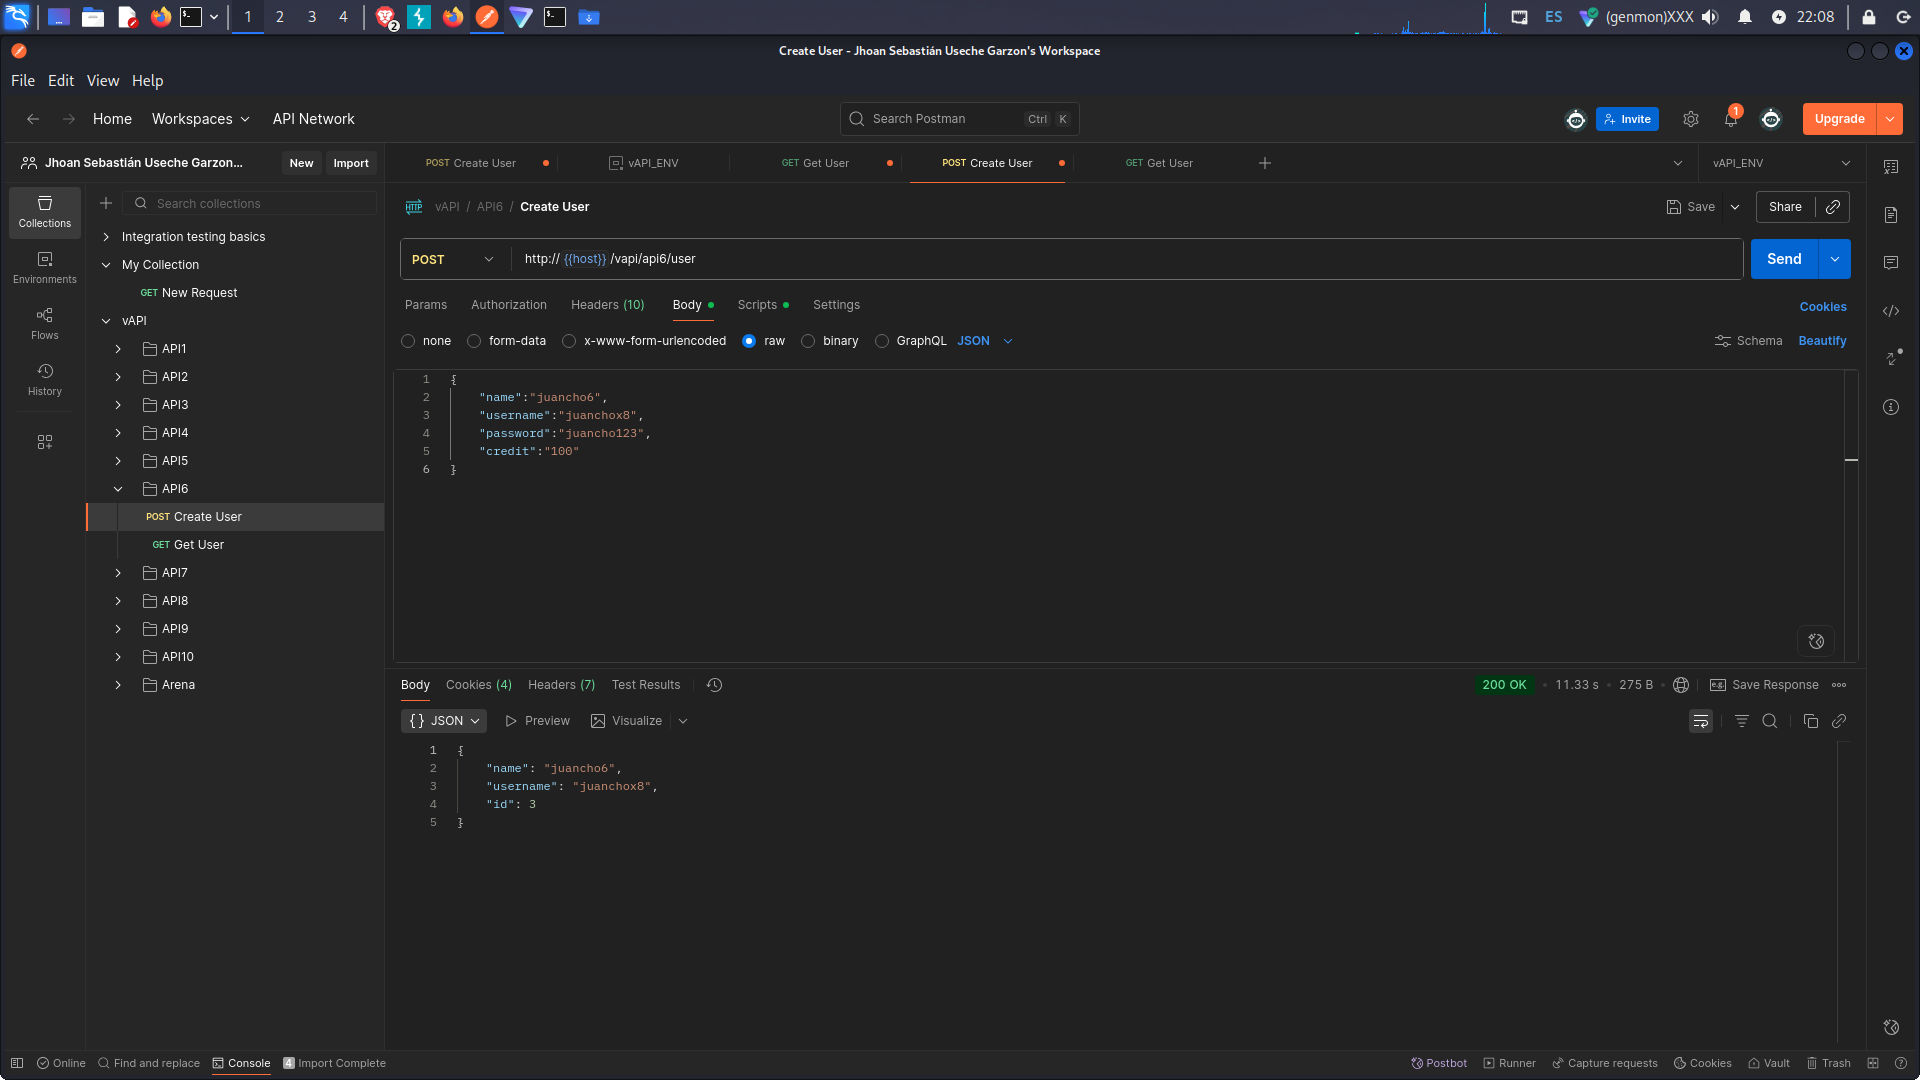 1 2 3 4 2 ES (genmon)XXX 22:08
Create User - Jhoan Sebastián Useche Garzon's Workspace
File Edit View Help
Home Workspaces API Network Search Postman Ctrl K Invite 1 Upgrade
Jhoan Sebastián Useche Garzon... New Import POST Create User vAPI_ENV GET Get User POST Create User GET Get User vAPI_ENV
Collections
Environments
Flows
History
Search collections
Integration testing basics
My Collection
GET New Request
vAPI
API1
API2
API3
API4
API5
API6
POST Create User
GET Get User
API7
API8
API9
API10
Arena
HTTP vAPI / API6 / Create User Save Share
POST http:// {{host}} /vapi/api6/user Send
Params Authorization Headers (10) Body Scripts Settings Cookies
none form-data x-www-form-urlencoded raw binary GraphQL JSON Schema Beautify
1 {
2 "name":"juancho6",
3 "username":"juanchox8",
4 "password":"juancho123",
5 "credit":"100"
6 }
Body Cookies (4) Headers (7) Test Results 200 OK 11.33 s 275 B e.g. Save Response
{} JSON Preview Visualize
1 {
2 "name": "juancho6",
3 "username": "juanchox8",
4 "id": 3
5 }
Online Find and replace Console 4 Import Complete Postbot Runner Capture requests Cookies Vault Trash